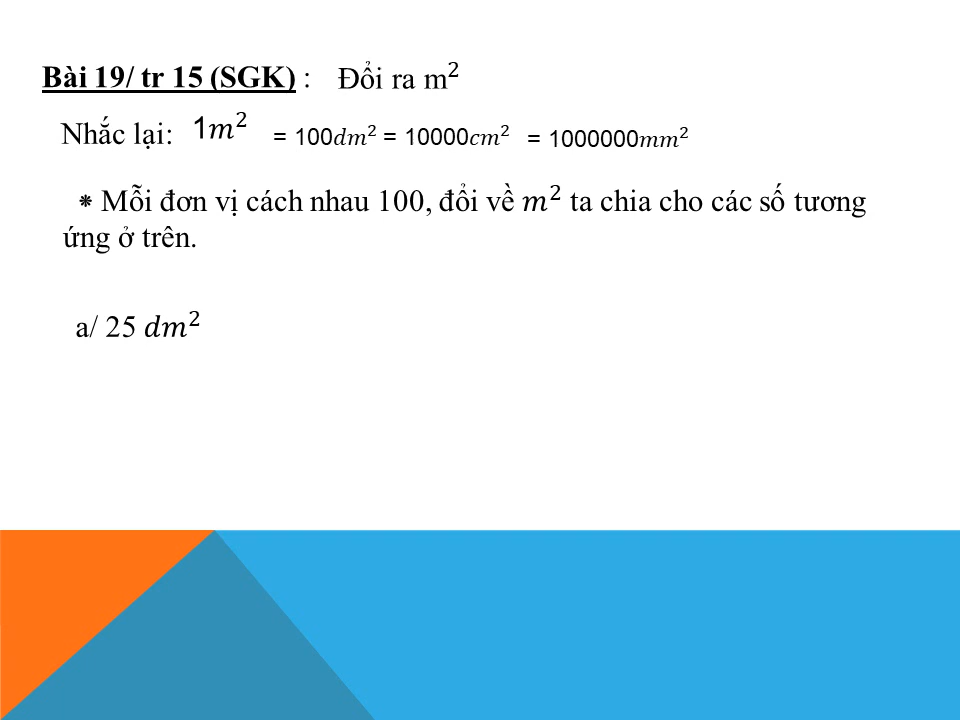 Bài 19/ tr 15 (SGK) : Đổi ra m²
Nhắc lại: 1m² = 100dm² = 10000cm² = 1000000mm²
* Mỗi đơn vị cách nhau 100, đổi về m² ta chia cho các số tương
ứng ở trên.
a/ 25 dm²